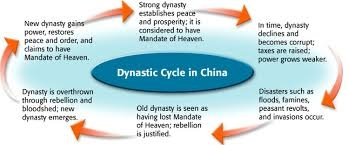 Strong dynasty
establishes peace
and prosperity; it
is considered to have
Mandate of Heaven.
In time, dynasty
declines and
becomes corrupt;
taxes are raised;
power grows weaker.
Disasters such as
floods, famines,
peasant revolts,
and invasions occur.
Old dynasty is seen as
having lost Mandate
of Heaven; rebellion
is justified.
Dynasty is overthrown
through rebellion and
bloodshed; new
dynasty emerges.
New dynasty gains
power, restores
peace and order, and
claims to have
Mandate of Heaven.
Dynastic Cycle in China